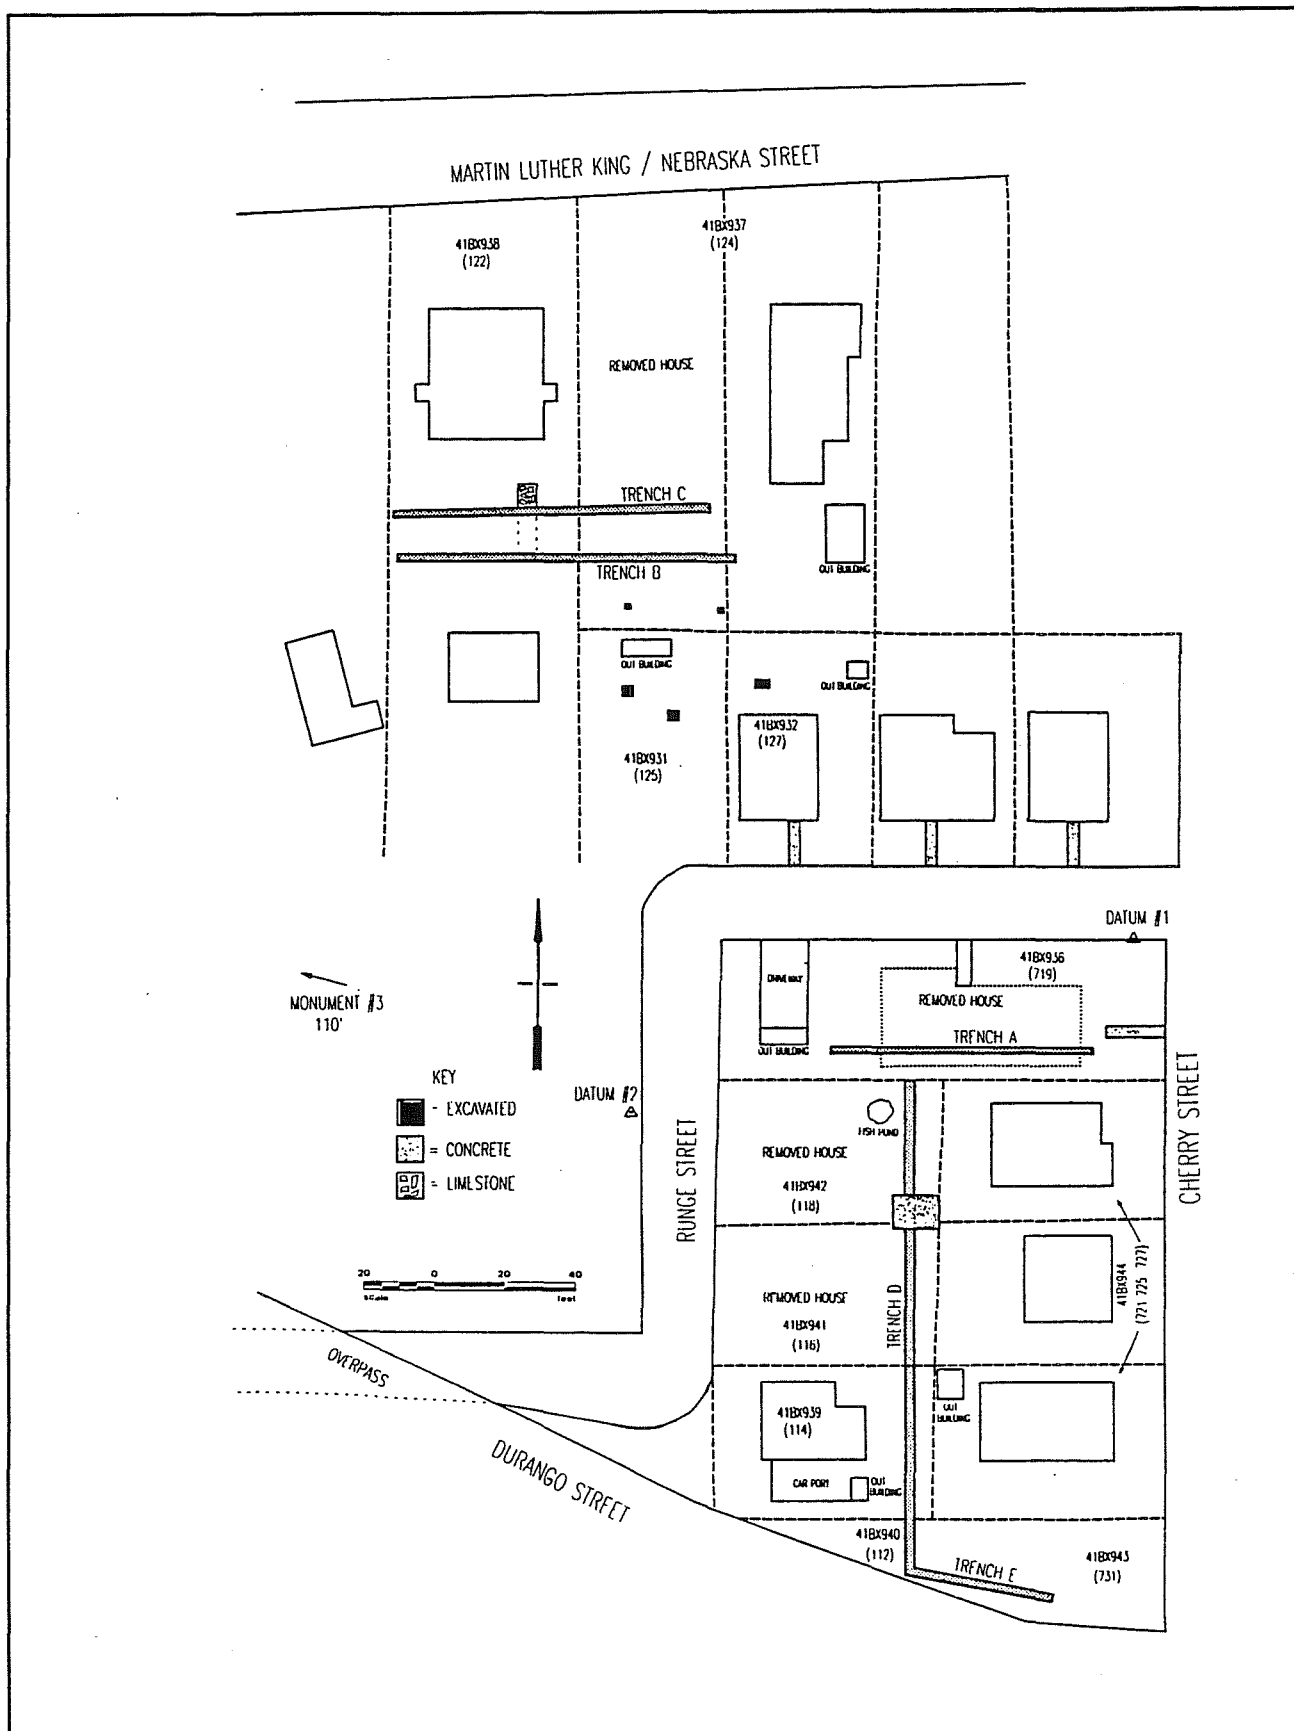 MARTIN LUTHER KING / NEBRASKA STREET
41BX938
(122)
41BX937
(124)
REMOVED HOUSE
TRENCH C
TRENCH B
OUT BUILDING
OUT BUILDING
OUT BUILDING
41BX931
(125)
41BX932
(127)
DATUM #1
MONUMENT #3
110'
DRIVEWAY
OUT BUILDING
41BX936
(719)
REMOVED HOUSE
TRENCH A
CHERRY STREET
KEY
- EXCAVATED
= CONCRETE
= LIMESTONE
DATUM #2
RUNGE STREET
FISH POND
REMOVED HOUSE
41BX942
(118)
REMOVED HOUSE
41BX941
(116)
TRENCH D
41BX944
(721 725 727)
20 0 20 40
scale feet
OVERPASS
DURANGO STREET
41BX939
(114)
CAR PORT
OUT
BUILDING
OUT
BUILDING
41BX940
(112)
TRENCH E
41BX943
(731)